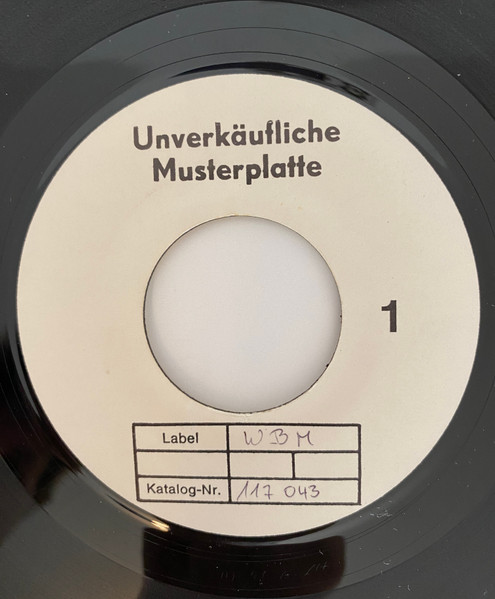 Unverkäufliche
Musterplatte
1
Label WBM
Katalog-Nr. 117 043